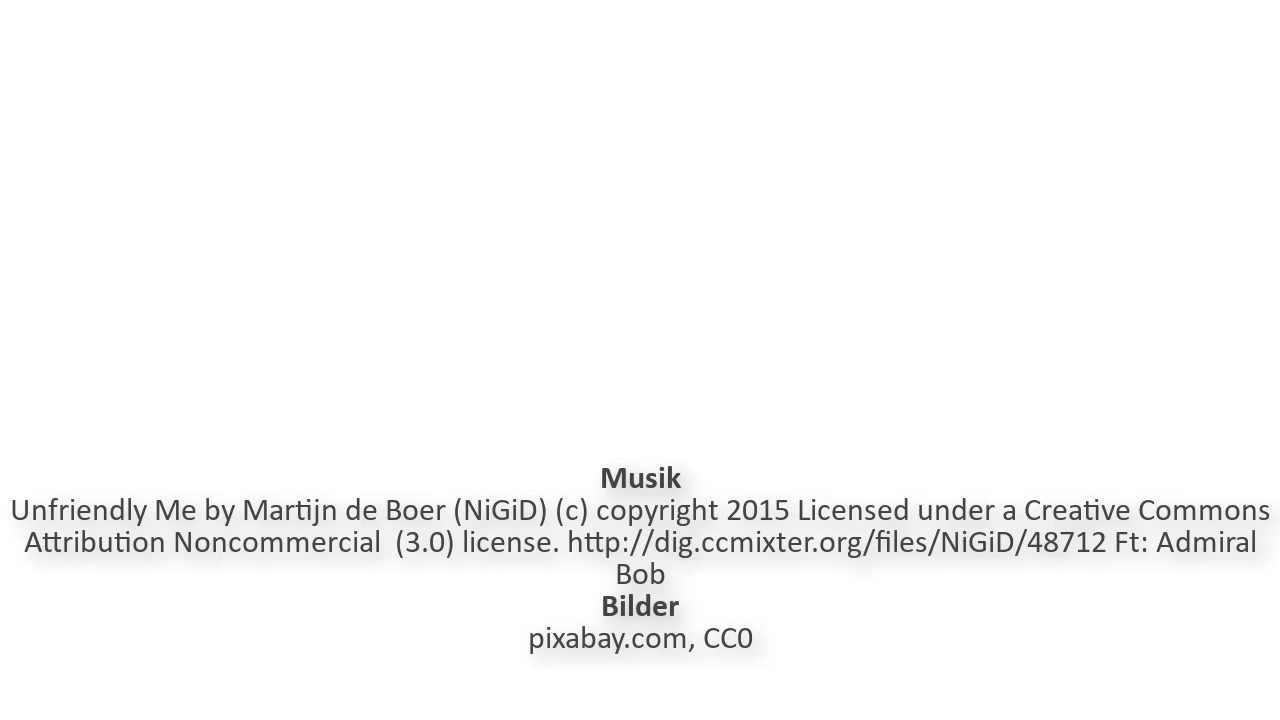 Musik
Unfriendly Me by Martijn de Boer (NiGiD) (c) copyright 2015 Licensed under a Creative Commons
Attribution Noncommercial  (3.0) license. http://dig.ccmixter.org/files/NiGiD/48712 Ft: Admiral
Bob
Bilder
pixabay.com, CC0